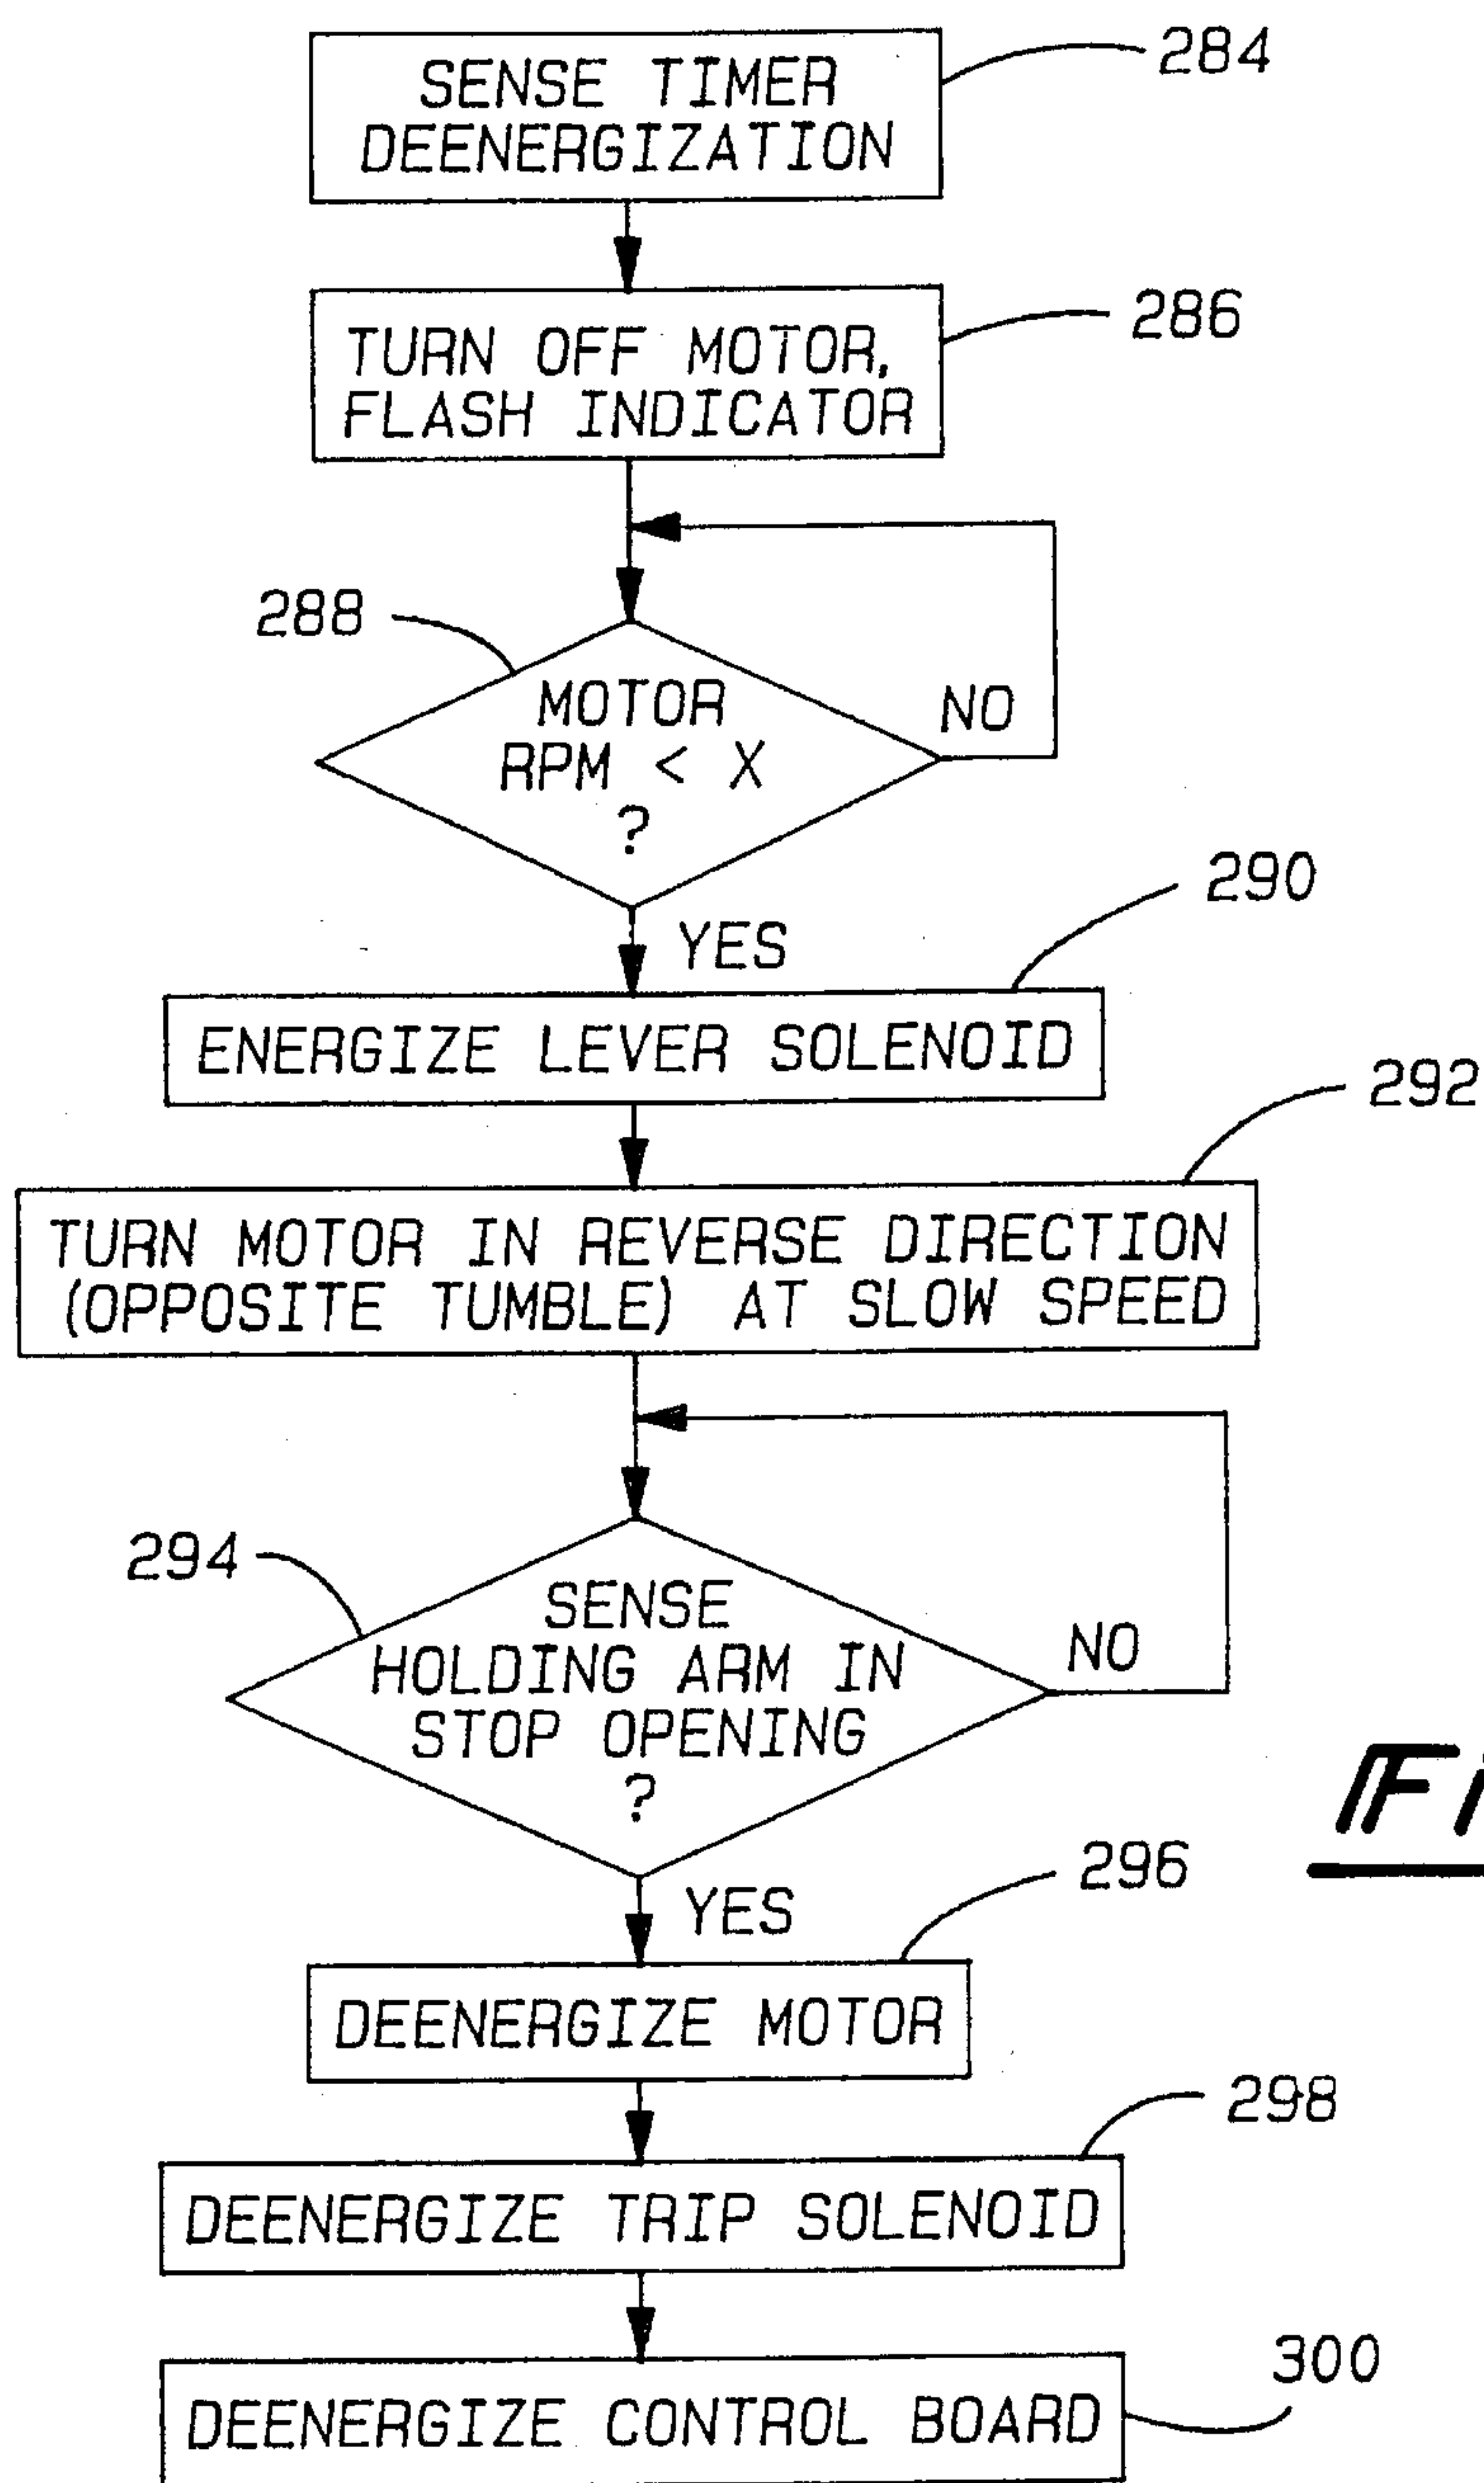 SENSE TIMER
DEENERGIZATION
284
TURN OFF MOTOR,
FLASH INDICATOR
286
288
MOTOR
RPM < X
?
NO
YES
290
ENERGIZE LEVER SOLENOID
292
TURN MOTOR IN REVERSE DIRECTION
(OPPOSITE TUMBLE) AT SLOW SPEED
294
SENSE
HOLDING ARM IN
STOP OPENING
?
NO
Fi
YES
296
DEENERGIZE MOTOR
298
DEENERGIZE TRIP SOLENOID
300
DEENERGIZE CONTROL BOARD